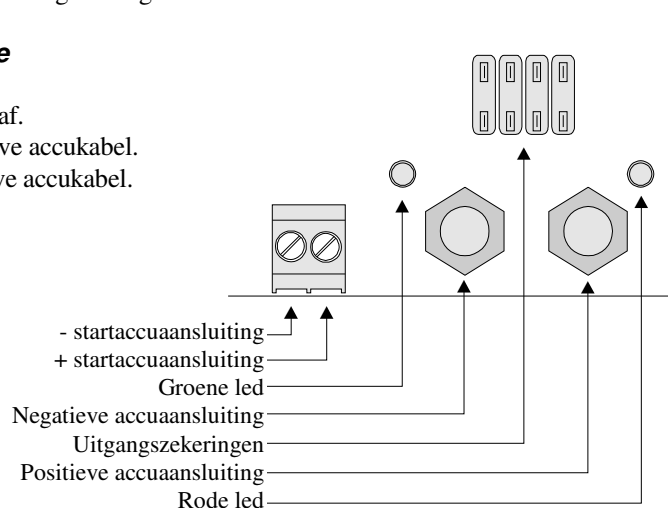 e
af.
ve accukabel.
ve accukabel.
- startaccuaansluiting
+ startaccuaansluiting
Groene led
Negatieve accuaansluiting
Uitgangszekeringen
Positieve accuaansluiting
Rode led